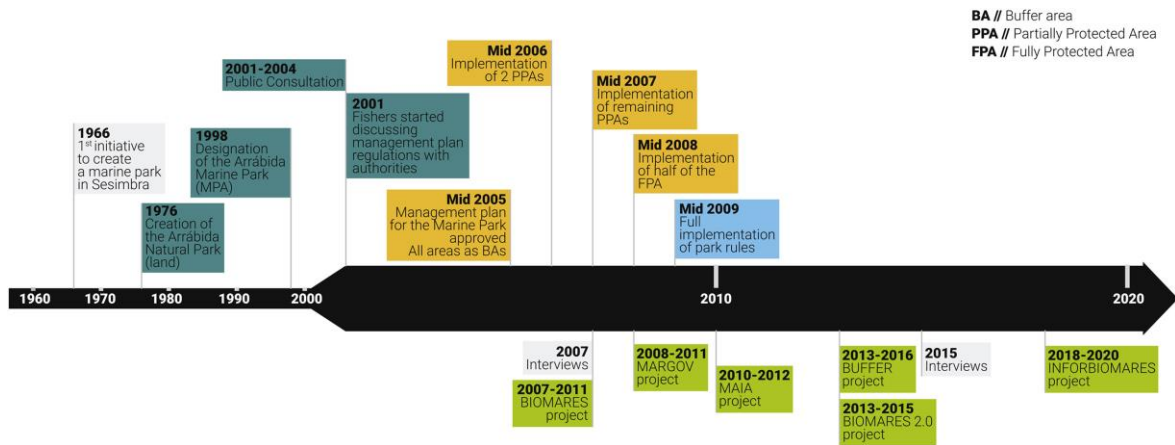 BA // Buffer area
PPA // Partially Protected Area
FPA // Fully Protected Area
Mid 2006
Implementation
of 2 PPAs
2001-2004
Public Consultation
Mid 2007
Implementation
of remaining
PPAs
2001
Fishers started
discussing
management plan
regulations with
authorities
1966
1st initiative
to create
a marine park
in Sesimbra
1998
Designation
of the Arrábida
Marine Park
(MPA)
Mid 2008
Implementation
of half of the
FPA
Mid 2005
Management plan
for the Marine Park
approved
All areas as BAs
1976
Creation of
the Arrábida
Natural Park
(land)
Mid 2009
Full
implementation
of park rules
1960 1970 1980 1990 2000 2010 2020
2007
Interviews
2007-2011
BIOMARES
project
2008-2011
MARGOV
project
2010-2012
MAIA
project
2013-2016
BUFFER
project
2013-2015
BIOMARES 2.0
project
2015
Interviews
2018-2020
INFORBIOMARES
project